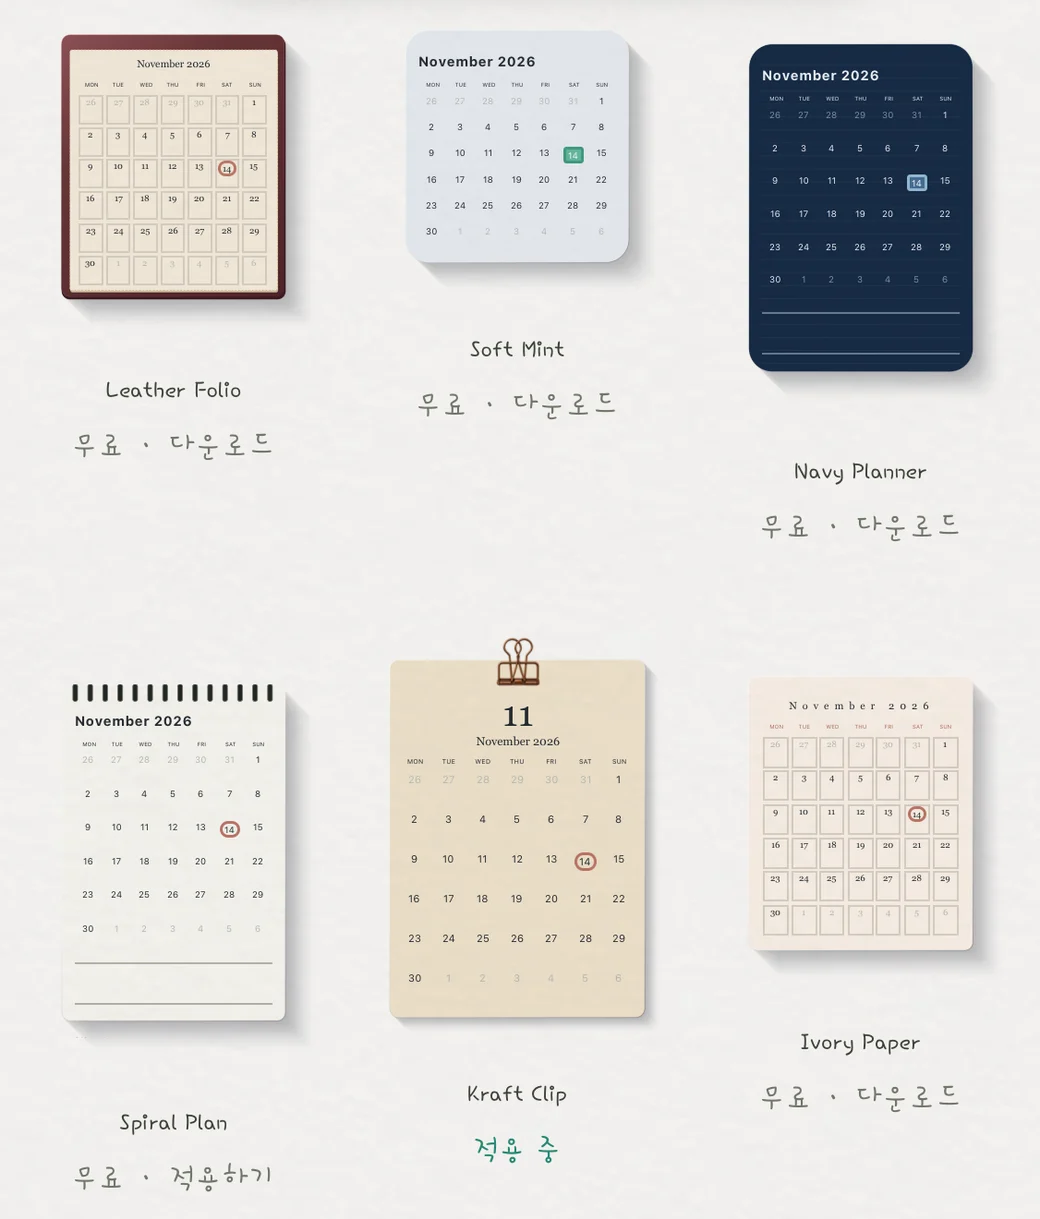 November 2026
MON TUE WED THU FRI SAT SUN
26 27 28 29 30 31 1
2 3 4 5 6 7 8
9 10 11 12 13 14 15
16 17 18 19 20 21 22
23 24 25 26 27 28 29
30 1 2 3 4 5 6
Leather Folio
무료 · 다운로드
November 2026
MON TUE WED THU FRI SAT SUN
26 27 28 29 30 31 1
2 3 4 5 6 7 8
9 10 11 12 13 14 15
16 17 18 19 20 21 22
23 24 25 26 27 28 29
30 1 2 3 4 5 6
Soft Mint
무료 · 다운로드
November 2026
MON TUE WED THU FRI SAT SUN
26 27 28 29 30 31 1
2 3 4 5 6 7 8
9 10 11 12 13 14 15
16 17 18 19 20 21 22
23 24 25 26 27 28 29
30 1 2 3 4 5 6
Navy Planner
무료 · 다운로드
November 2026
MON TUE WED THU FRI SAT SUN
26 27 28 29 30 31 1
2 3 4 5 6 7 8
9 10 11 12 13 14 15
16 17 18 19 20 21 22
23 24 25 26 27 28 29
30 1 2 3 4 5 6
Spiral Plan
무료 · 적용하기
11
November 2026
MON TUE WED THU FRI SAT SUN
26 27 28 29 30 31 1
2 3 4 5 6 7 8
9 10 11 12 13 14 15
16 17 18 19 20 21 22
23 24 25 26 27 28 29
30 1 2 3 4 5 6
Kraft Clip
적용 중
November 2026
MON TUE WED THU FRI SAT SUN
26 27 28 29 30 31 1
2 3 4 5 6 7 8
9 10 11 12 13 14 15
16 17 18 19 20 21 22
23 24 25 26 27 28 29
30 1 2 3 4 5 6
Ivory Paper
무료 · 다운로드